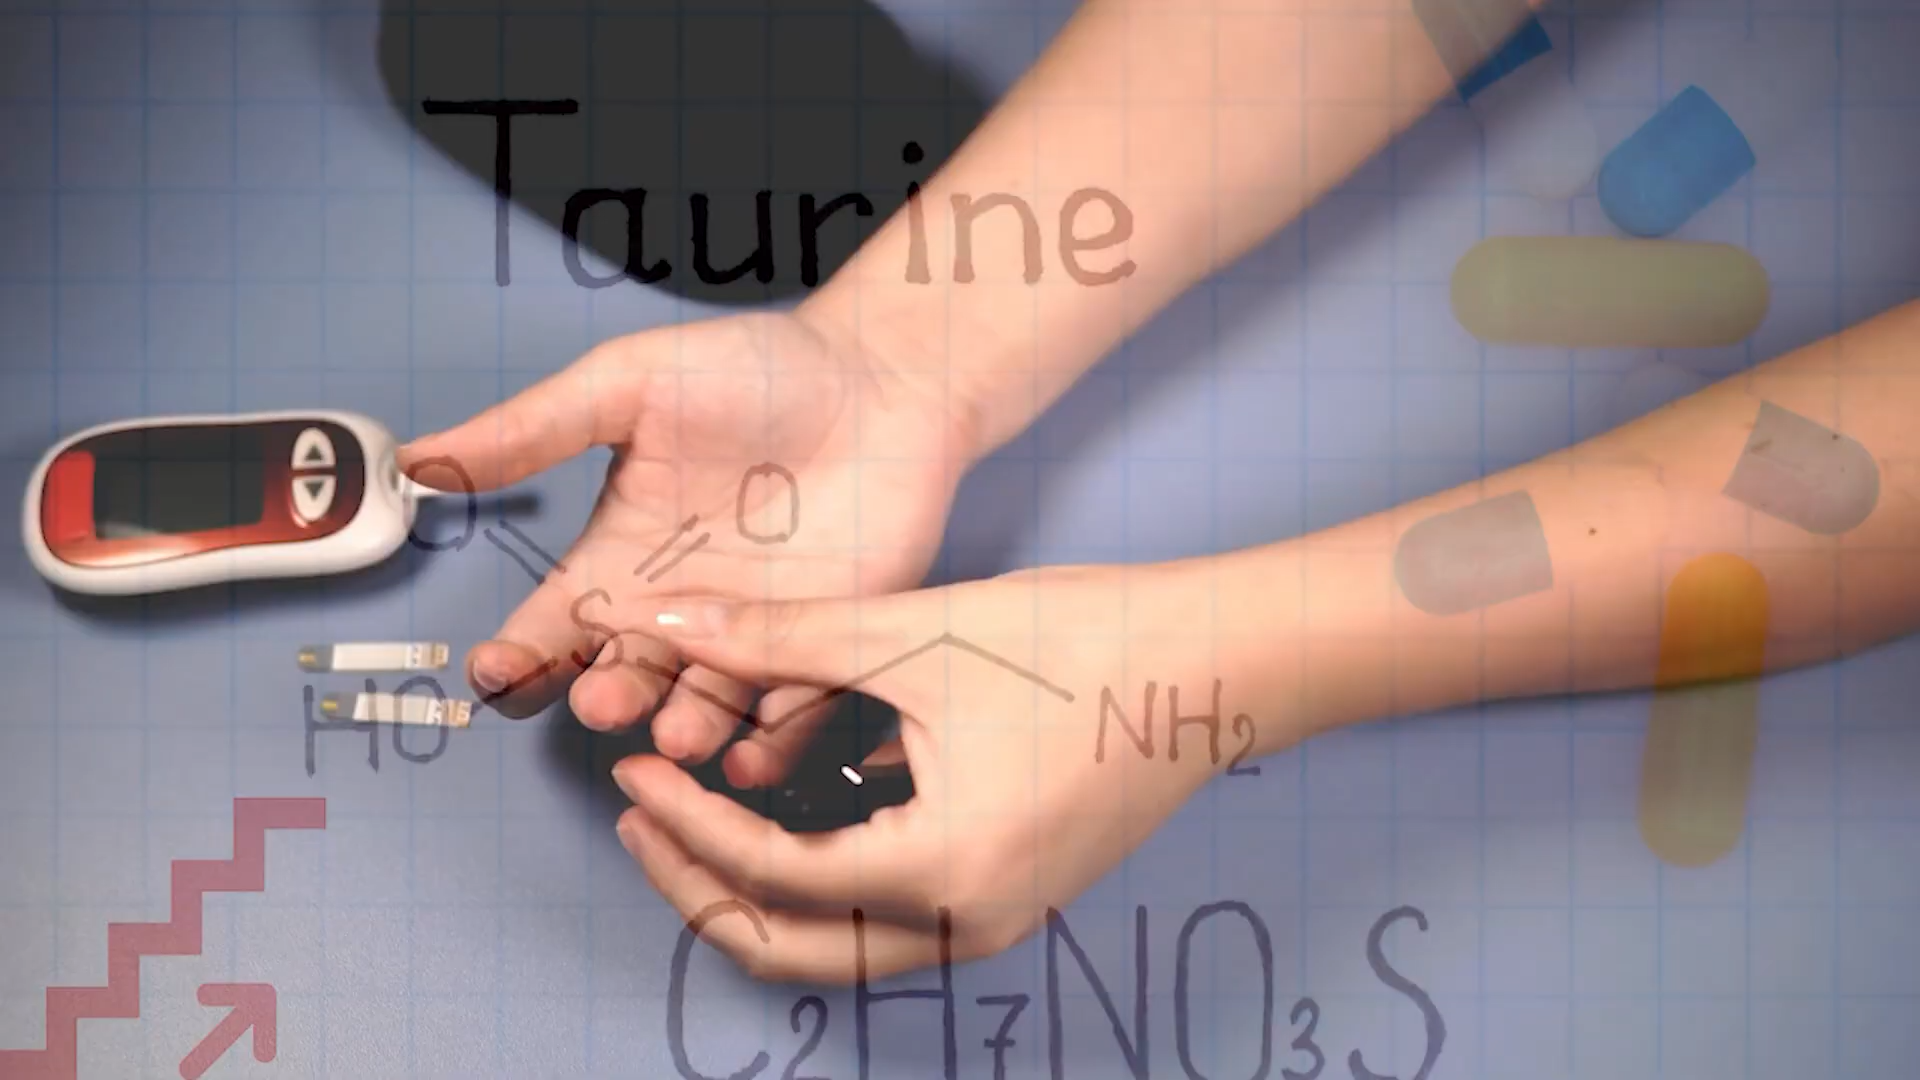 Taurine
O O
S
HO NH₂
C₂H₇NO₃S